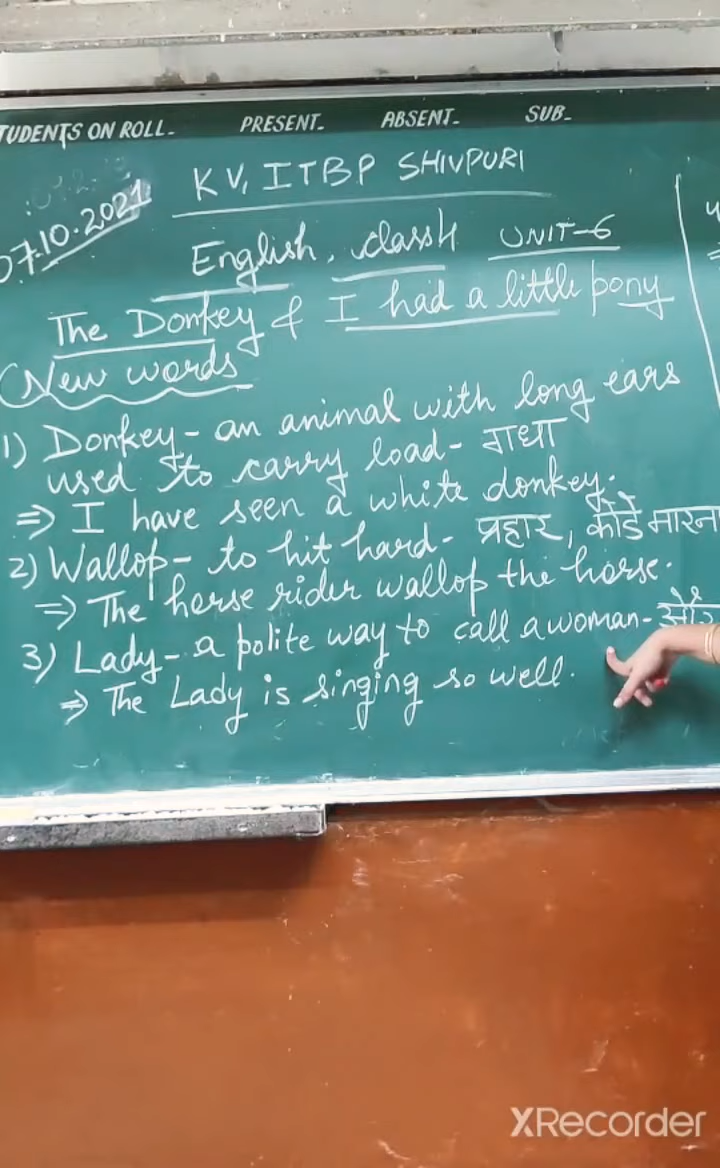 STUDENTS ON ROLL- PRESENT- ABSENT- SUB-
07.10.2021
KV, ITBP SHIVPURI
English, class 4 UNIT-6
The Donkey & I had a little pony
New words
1) Donkey - an animal with long ears
used to carry load - गधा
⇒ I have seen a white donkey.
2) Wallop - to hit hard - प्रहार, कोडे मारना
⇒ The horse rider wallop the horse.
3) Lady - a polite way to call a woman -
⇒ The Lady is singing so well.
XRecorder